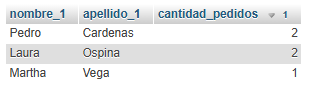 nombre_1 apellido_1 cantidad_pedidos 1
Pedro Cardenas 2
Laura Ospina 2
Martha Vega 1